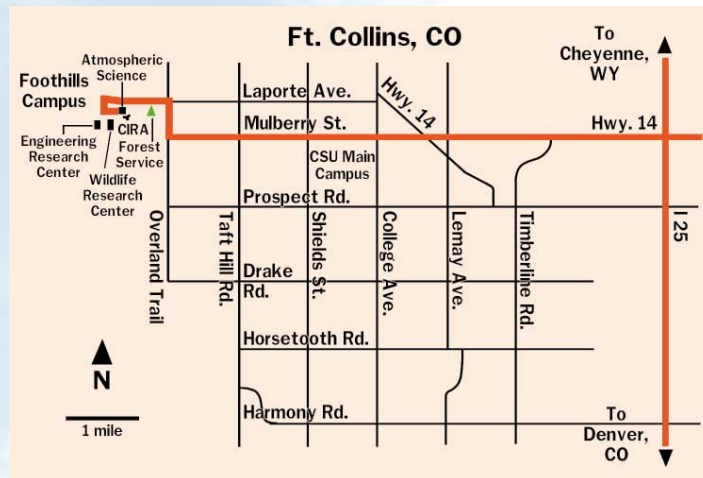 Ft. Collins, CO
To
Cheyenne,
WY
Atmospheric
Science
Foothills
Campus
Laporte Ave.
Hwy. 14
Mulberry St.
Hwy. 14
CIRA
Forest
Service
Engineering
Research
Center
Wildlife
Research
Center
CSU Main
Campus
Prospect Rd.
Overland Trail
Taft Hill Rd.
Shields St.
College Ave.
Lemay Ave.
Timberline Rd.
I 25
Drake
Rd.
Horsetooth Rd.
Harmony Rd.
N
1 mile
To
Denver,
CO